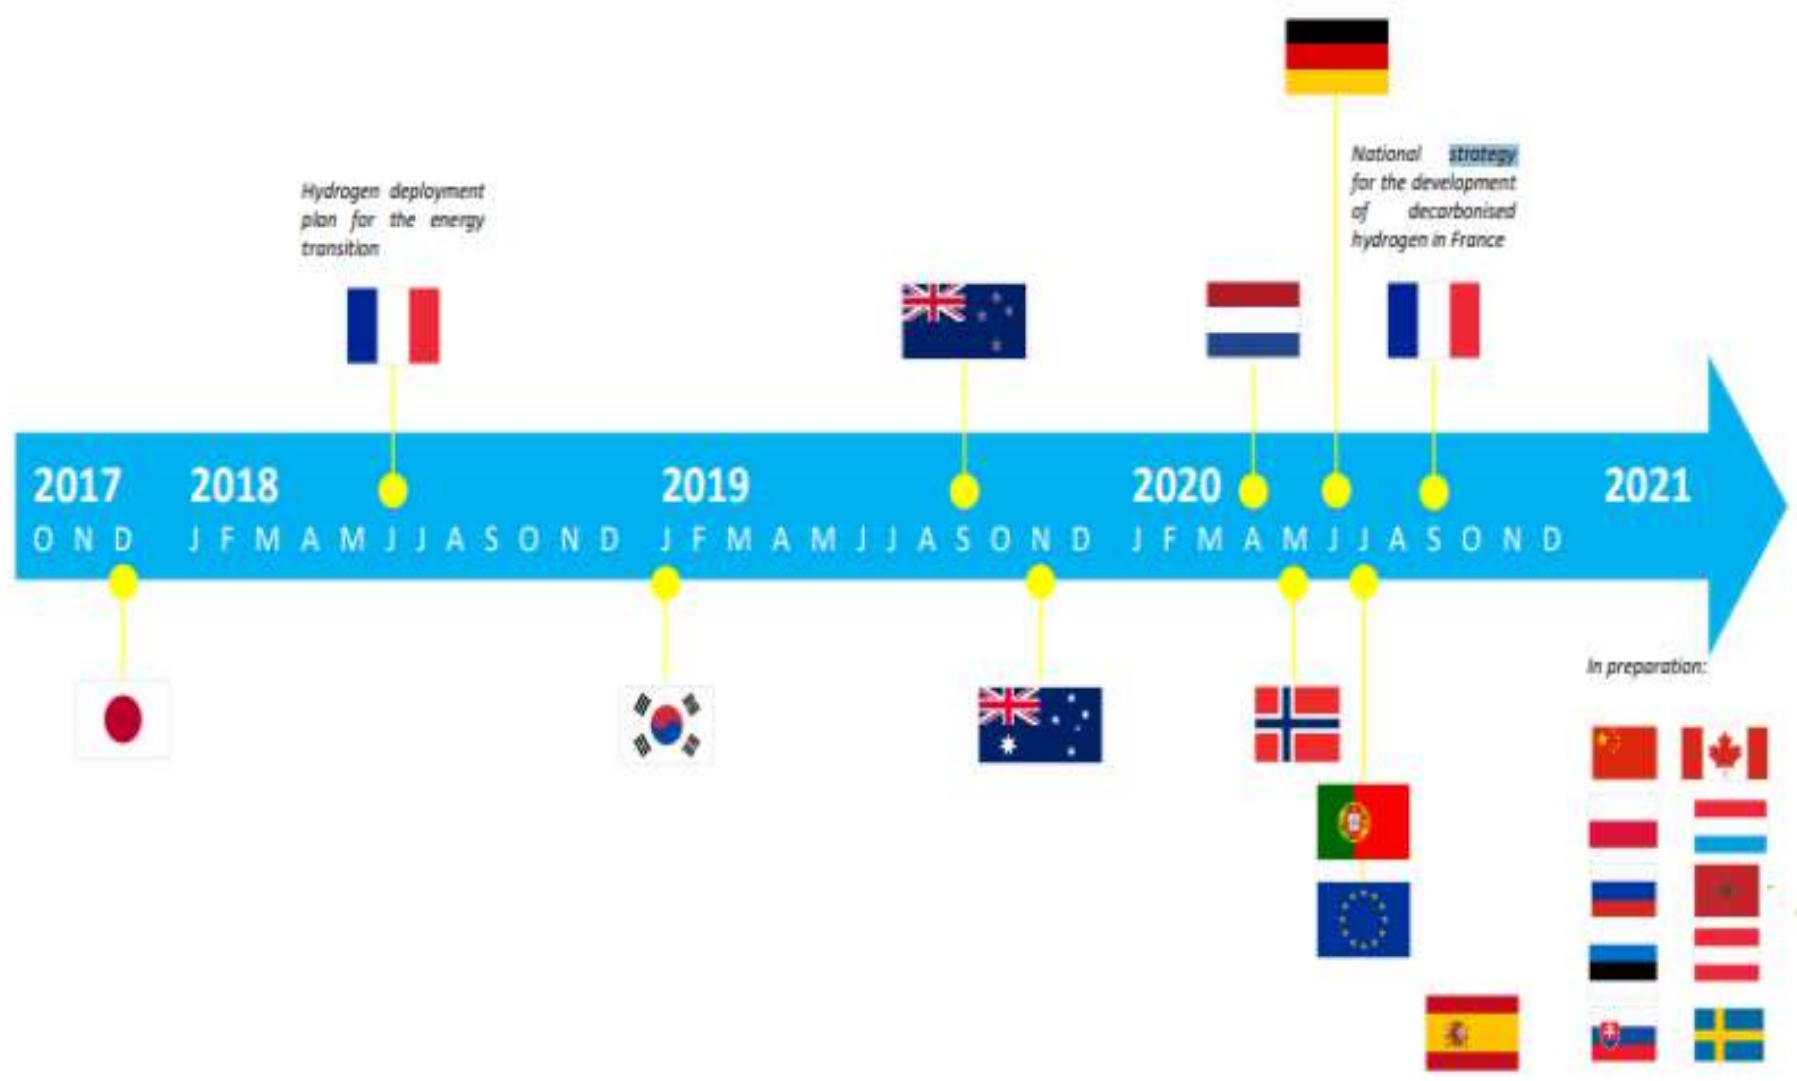 Hydrogen deployment
plan for the energy
transition
National strategy
for the development
of decarbonised
hydrogen in France
2017 2018 2019 2020 2021
O N D J F M A M J J A S O N D J F M A M J J A S O N D J F M A M J J A S O N D
In preparation: